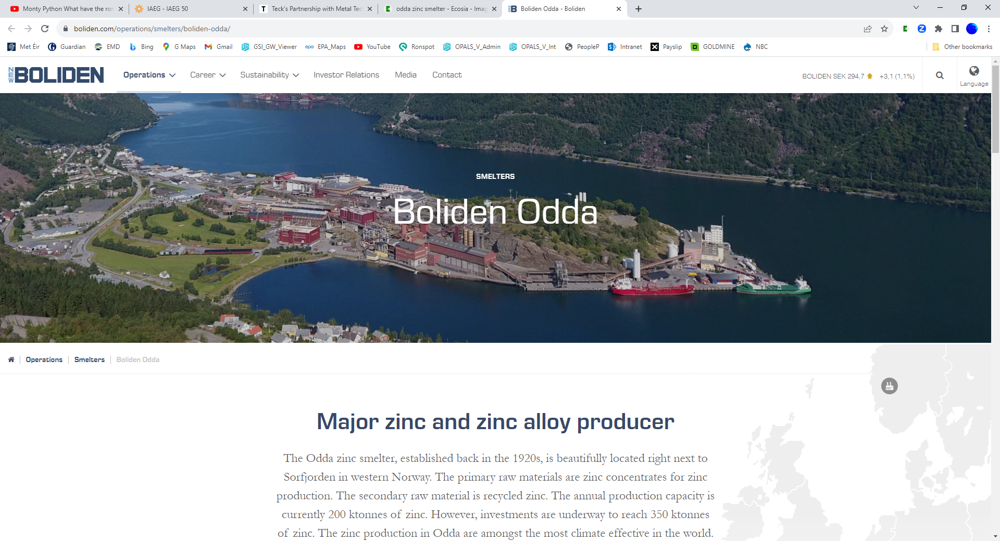 Monty Python What have the ror
IAEG - IAEG 50
Teck's Partnership with Metal Tec
odda zinc smelter - Ecosia - Imag
Boliden Odda - Boliden
boliden.com/operations/smelters/boliden-odda/
Met Éir
Guardian
EMD
Bing
G Maps
Gmail
GSI_GW_Viewer
epa EPA_Maps
YouTube
Ronspot
OPALS_V_Admin
OPALS_V_Int
PeopleP
Intranet
Payslip
GOLDMINE
NBC
Other bookmarks
NEW BOLIDEN
Operations
Career
Sustainability
Investor Relations
Media
Contact
BOLIDEN SEK 294,7 +3,1 (1,1%)
Language
SMELTERS
Boliden Odda
Operations | Smelters | Boliden Odda
Major zinc and zinc alloy producer
The Odda zinc smelter, established back in the 1920s, is beautifully located right next to
Sorfjorden in western Norway. The primary raw materials are zinc concentrates for zinc
production. The secondary raw material is recycled zinc. The annual production capacity is
currently 200 ktonnes of zinc. However, investments are underway to reach 350 ktonnes
of zinc. The zinc production in Odda are amongst the most climate effective in the world.